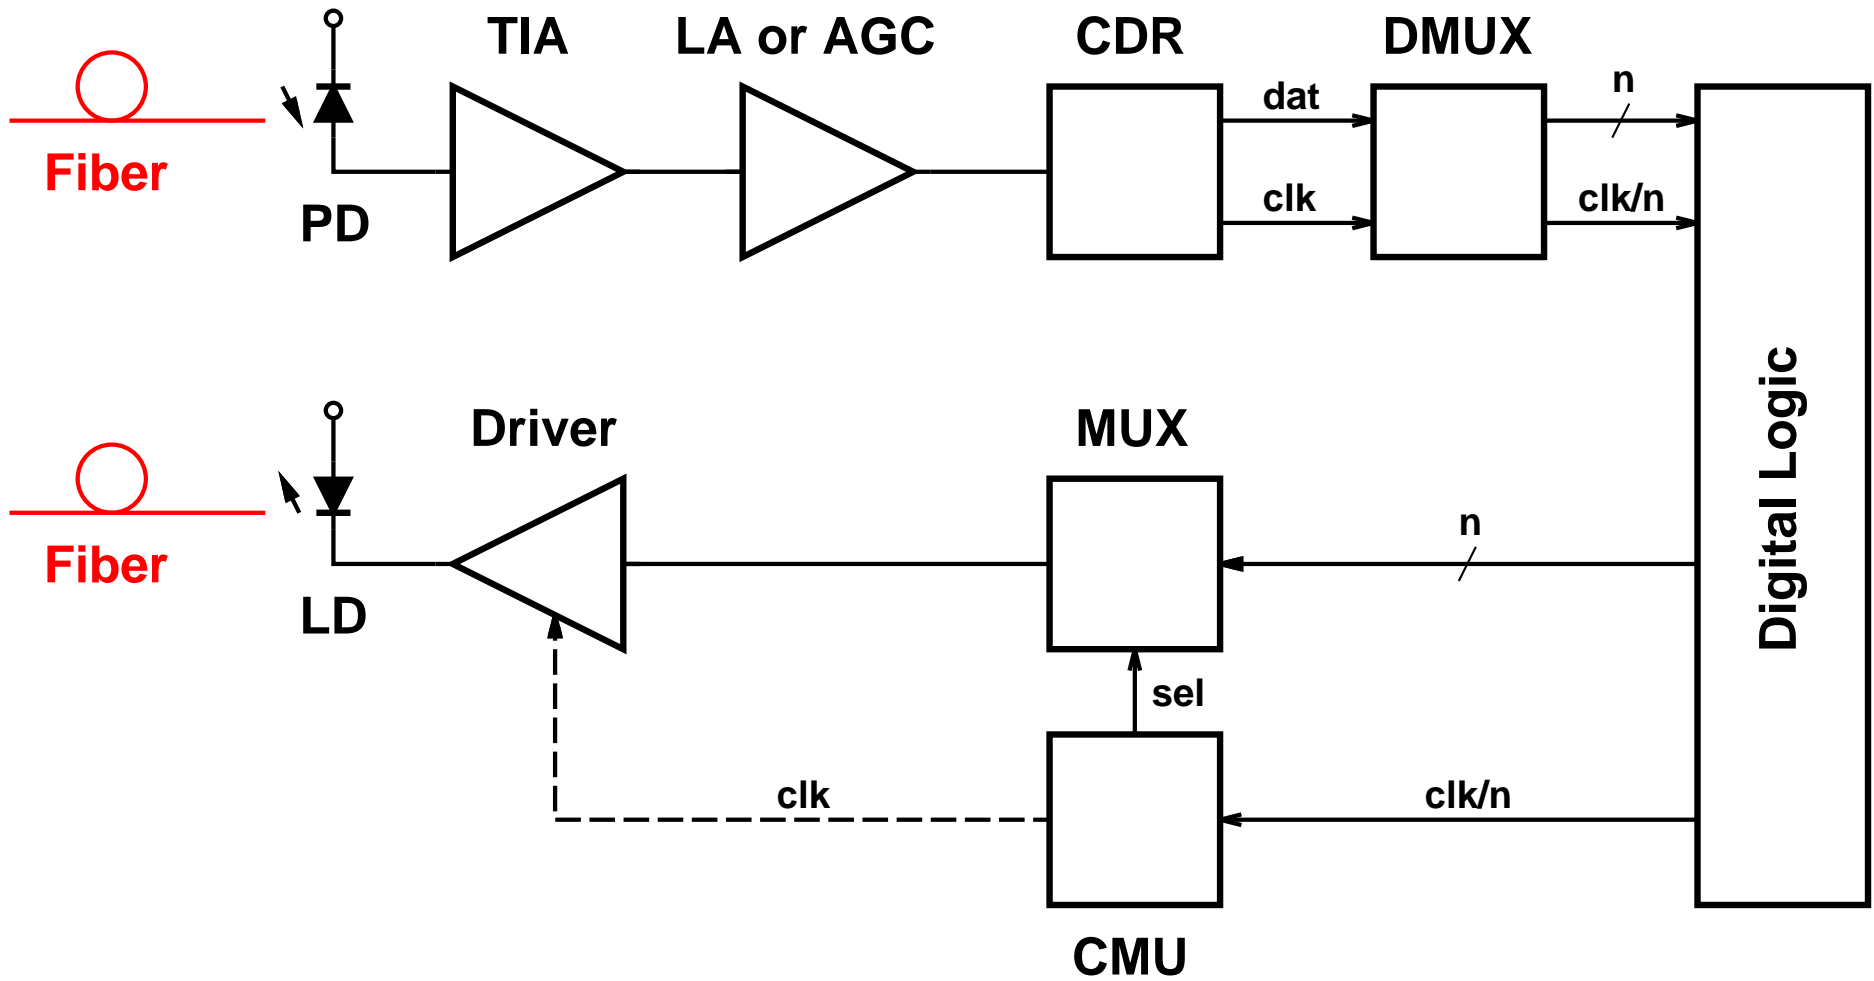 TIA
LA or AGC
CDR
DMUX
n
dat
Fiber
clk
clk/n
PD
Digital Logic
Driver
MUX
n
Fiber
LD
sel
clk
clk/n
CMU